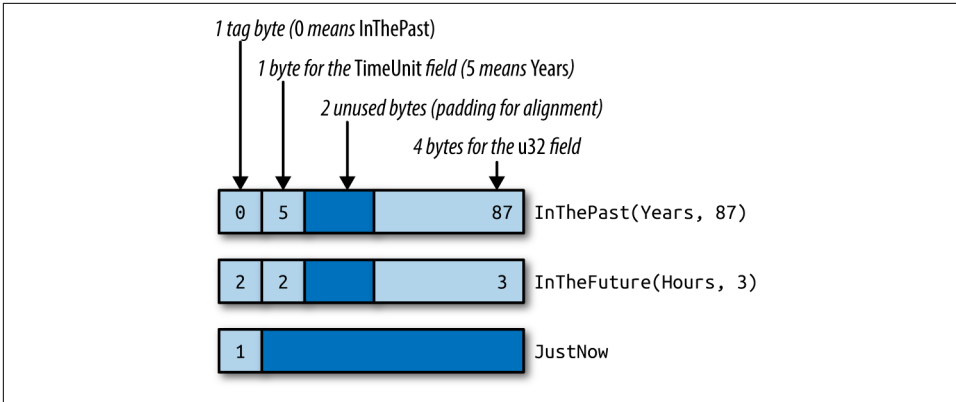 1 tag byte (0 means InThePast)
1 byte for the TimeUnit field (5 means Years)
2 unused bytes (padding for alignment)
4 bytes for the u32 field
0 5 87 InThePast(Years, 87)
2 2 3 InTheFuture(Hours, 3)
1 JustNow